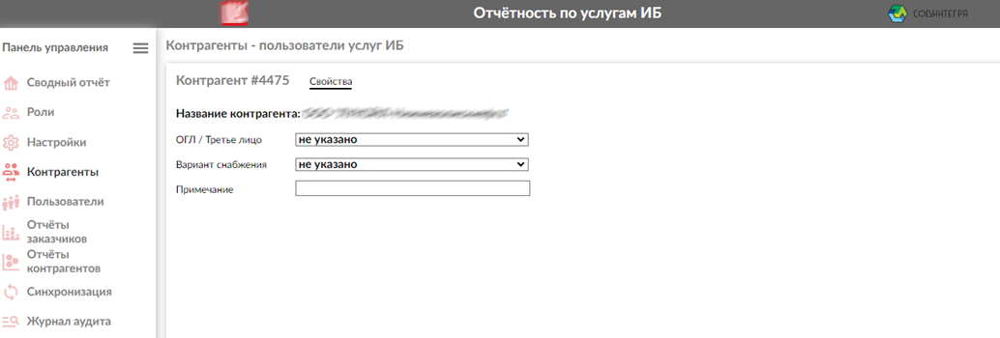 Отчётность по услугам ИБ
СОДИНТЕГРА
Панель управления
Сводный отчёт
Роли
Настройки
Контрагенты
Пользователи
Отчёты
заказчиков
Отчёты
контрагентов
Синхронизация
Журнал аудита
Контрагенты - пользователи услуг ИБ
Контрагент #4475 Свойства
Название контрагента:
ОГЛ / Третье лицо не указано
Вариант снабжения не указано
Примечание